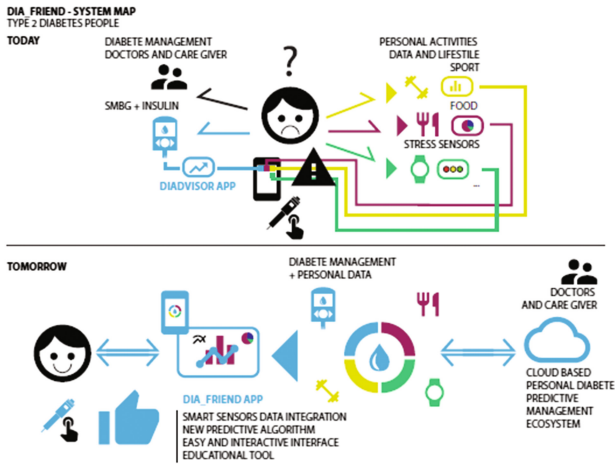 DIA_FRIEND - SYSTEM MAP
TYPE 2 DIABETES PEOPLE
TODAY
DIABETE MANAGEMENT
DOCTORS AND CARE GIVER
SMBG + INSULIN
DIADVISOR APP
?
PERSONAL ACTIVITIES
DATA AND LIFESTILE
SPORT
FOOD
STRESS SENSORS
...
TOMORROW
DIABETE MANAGEMENT
+ PERSONAL DATA
DOCTORS
AND CARE GIVER
DIA_FRIEND APP
SMART SENSORS DATA INTEGRATION
NEW PREDICTIVE ALGORITHM
EASY AND INTERACTIVE INTERFACE
EDUCATIONAL TOOL
CLOUD BASED
PERSONAL DIABETE
PREDICTIVE
MANAGEMENT
ECOSYSTEM